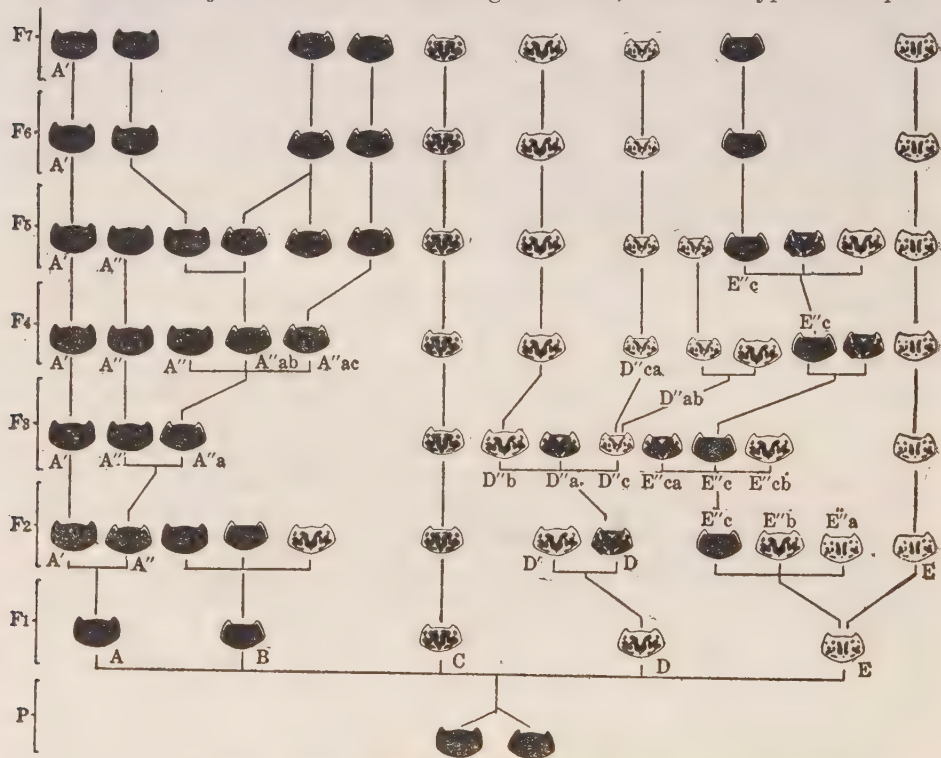 F7
A'
F6
A'
F5
A' A" E"c
F4
E"c
A' A" A" A"ab A"ac D"ca
D"ab
F3
A' A" A"a D"b D"a. D"c E"ca E"c E"cb
F2
E"c E"b E"a
A' A" D' D E
F1
A B C D E
P